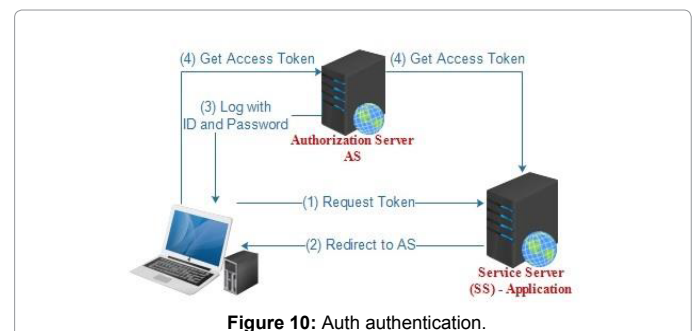 (4) Get Access Token
(4) Get Access Token
(3) Log with
ID and Password
Authorization Server
AS
(1) Request Token
(2) Redirect to AS
Service Server
(SS) - Application
Figure 10: Auth authentication.